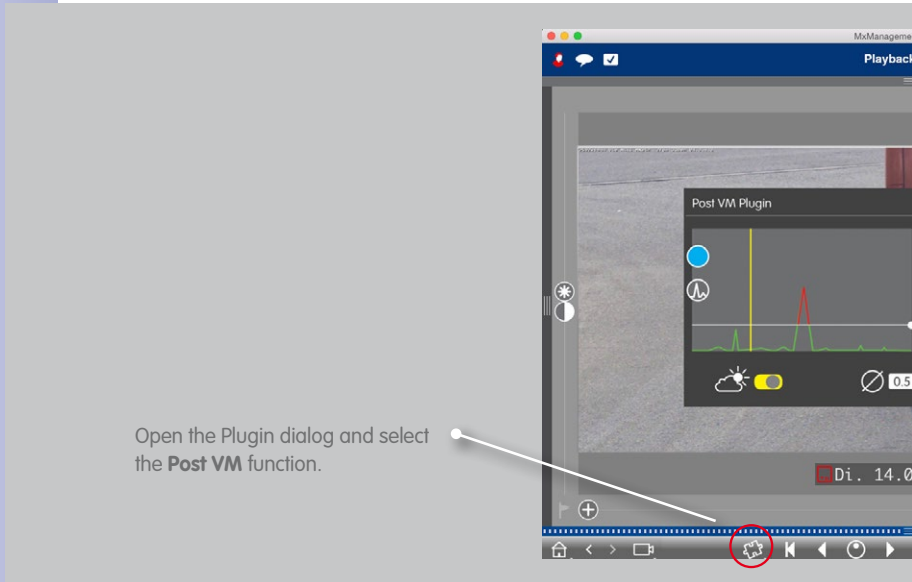 MxManageme
Playback
Post VM Plugin
0.5
Open the Plugin dialog and select
the Post VM function.
Di. 14.0